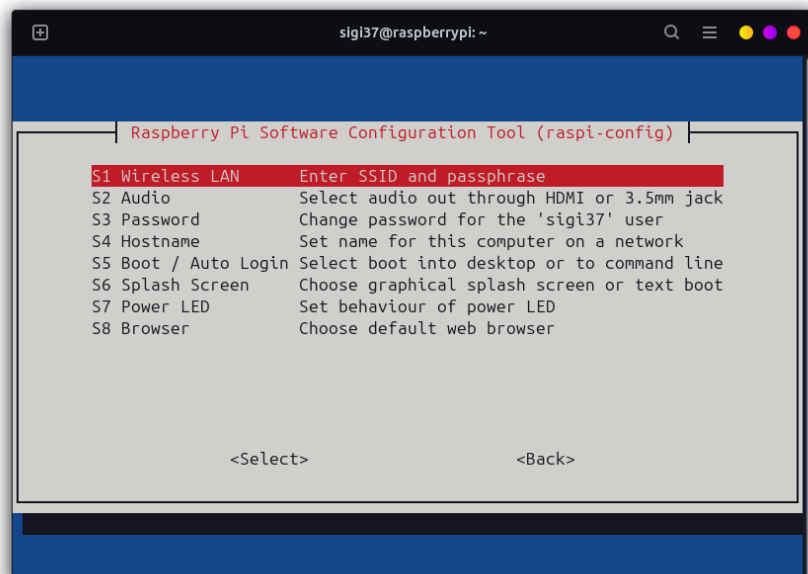 sigi37@raspberrypi: ~
Raspberry Pi Software Configuration Tool (raspi-config)
S1 Wireless LAN Enter SSID and passphrase
S2 Audio Select audio out through HDMI or 3.5mm jack
S3 Password Change password for the 'sigi37' user
S4 Hostname Set name for this computer on a network
S5 Boot / Auto Login Select boot into desktop or to command line
S6 Splash Screen Choose graphical splash screen or text boot
S7 Power LED Set behaviour of power LED
S8 Browser Choose default web browser
<Select> <Back>